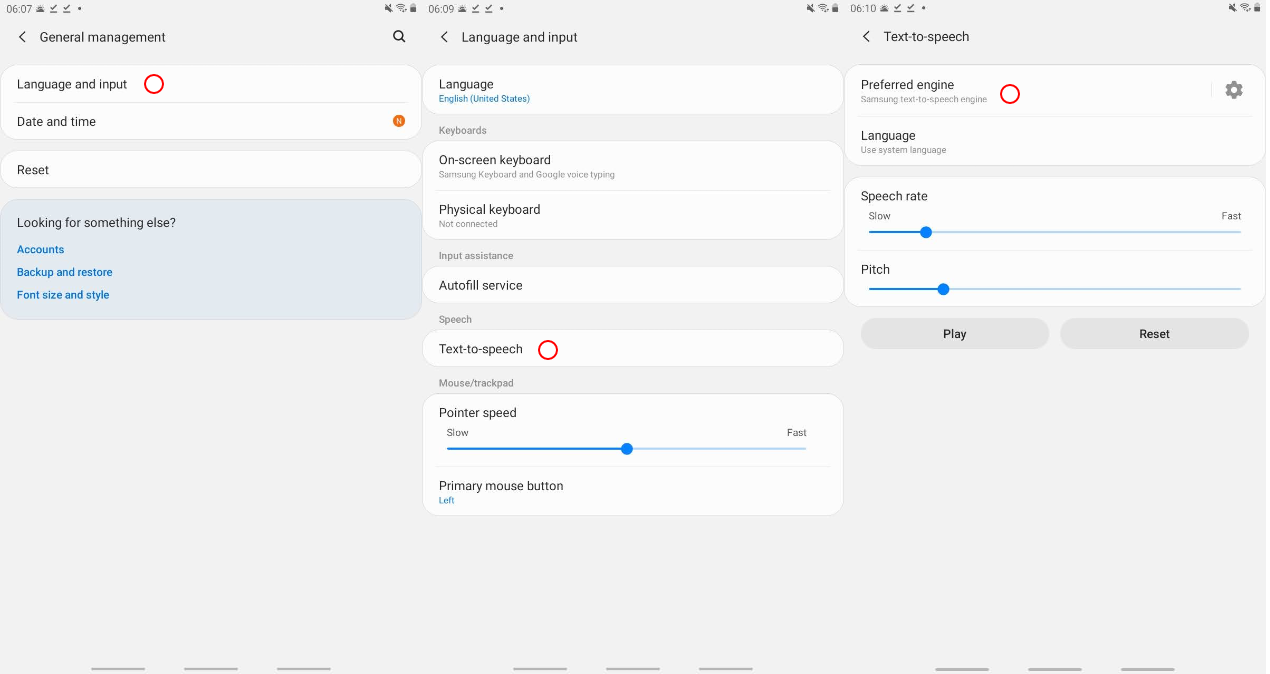 06:07
General management
Language and input
Date and time
N
Reset
Looking for something else?
Accounts
Backup and restore
Font size and style
06:09
Language and input
Language
English (United States)
Keyboards
On-screen keyboard
Samsung Keyboard and Google voice typing
Physical keyboard
Not connected
Input assistance
Autofill service
Speech
Text-to-speech
Mouse/trackpad
Pointer speed
Slow Fast
Primary mouse button
Left
06:10
Text-to-speech
Preferred engine
Samsung text-to-speech engine
Language
Use system language
Speech rate
Slow Fast
Pitch
Play Reset